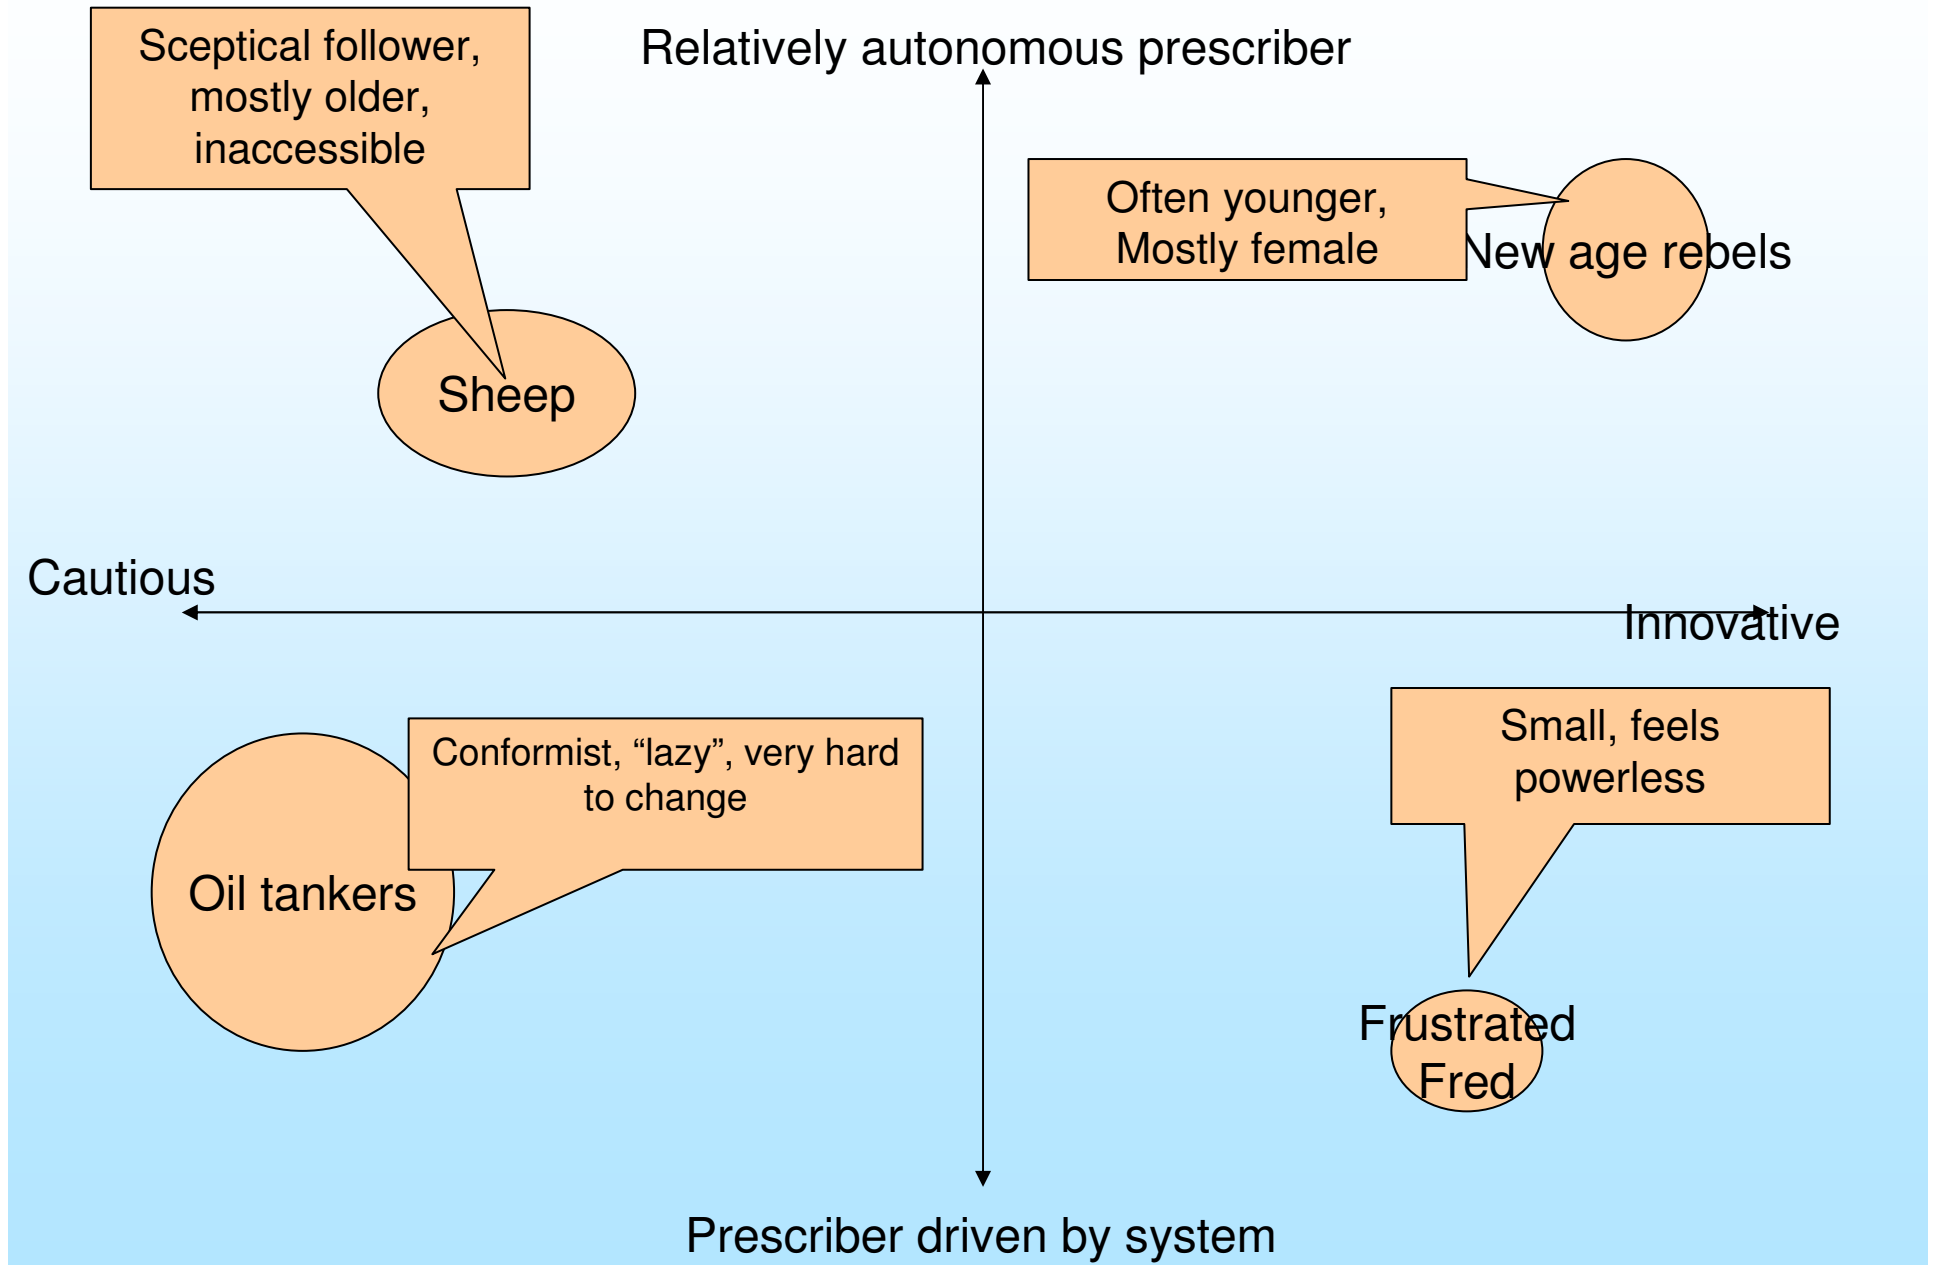 Sceptical follower,
mostly older,
inaccessible
Relatively autonomous prescriber
Often younger,
Mostly female
New age rebels
Sheep
Cautious
Innovative
Conformist, “lazy”, very hard
to change
Small, feels
powerless
Oil tankers
Frustrated
Fred
Prescriber driven by system